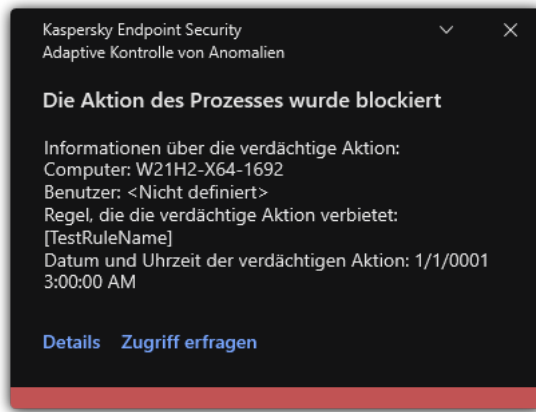 Kaspersky Endpoint Security
Adaptive Kontrolle von Anomalien
Die Aktion des Prozesses wurde blockiert
Informationen über die verdächtige Aktion:
Computer: W21H2-X64-1692
Benutzer: <Nicht definiert>
Regel, die die verdächtige Aktion verbietet:
[TestRuleName]
Datum und Uhrzeit der verdächtigen Aktion: 1/1/0001
3:00:00 AM
Details Zugriff erfragen